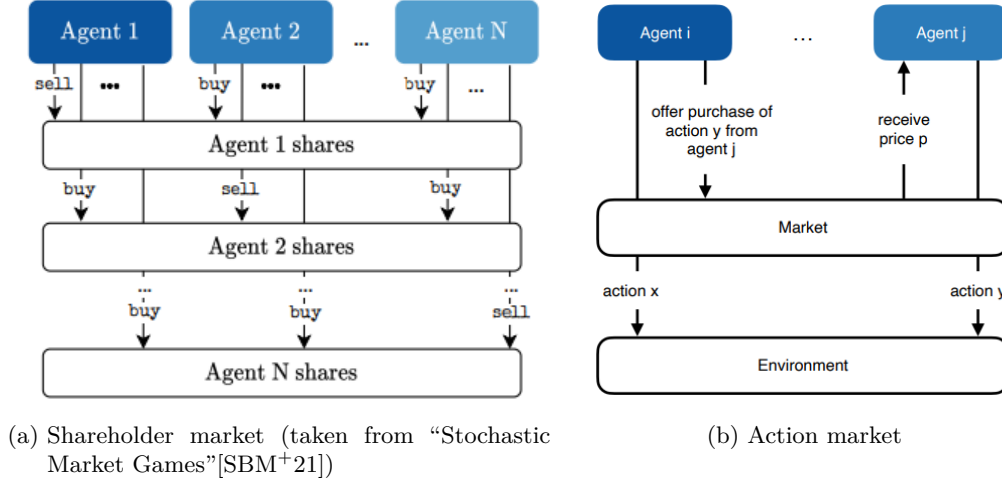 Agent 1
Agent 2
...
Agent N
sell
...
buy
...
buy
...
Agent 1 shares
buy
sell
buy
Agent 2 shares
...
...
...
buy
buy
sell
Agent N shares
(a) Shareholder market (taken from “Stochastic
Market Games”[SBM+21])
Agent i
...
Agent j
offer purchase of
action y from
agent j
receive
price p
Market
action x
action y
Environment
(b) Action market